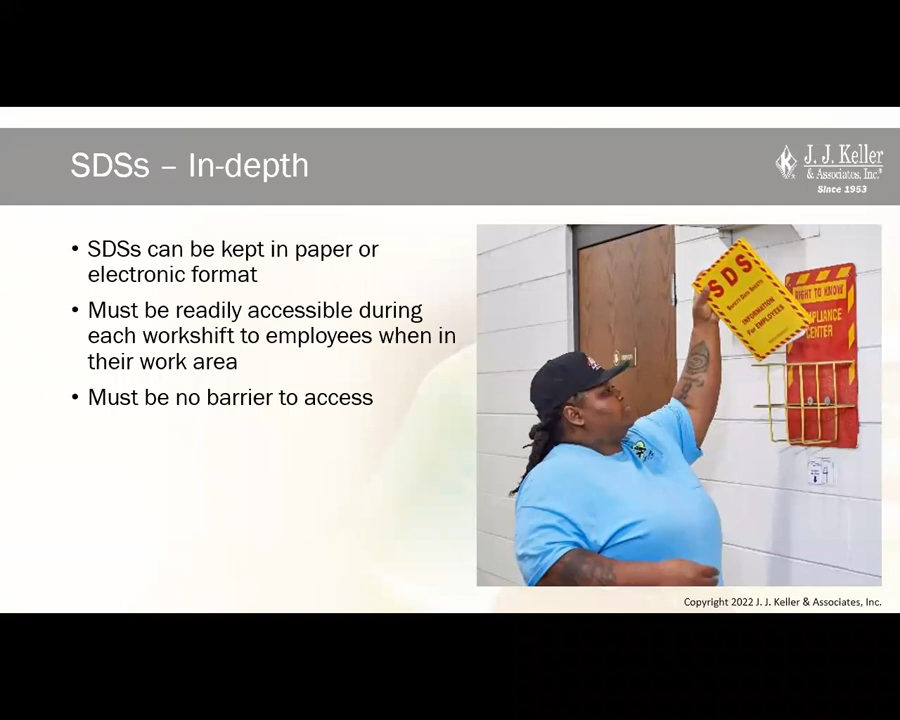 SDSs – In-depth
J. J. Keller
& Associates, Inc.®
Since 1953
• SDSs can be kept in paper or
electronic format
• Must be readily accessible during
each workshift to employees when in
their work area
• Must be no barrier to access
SDS
INFORMATION
For EMPLOYEES
RIGHT TO KNOW
CENTER
Copyright 2022 J. J. Keller & Associates, Inc.